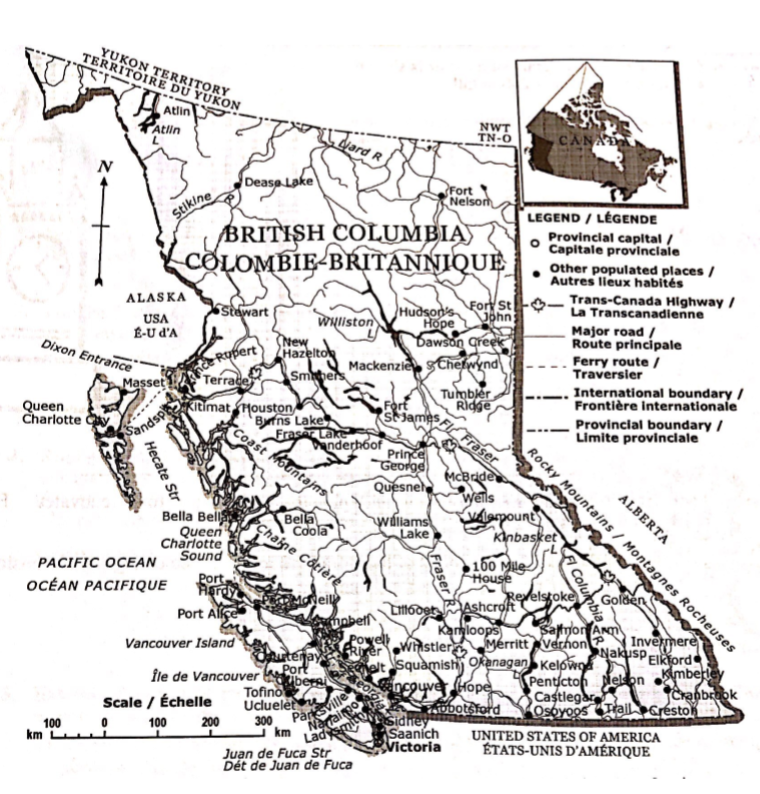 YUKON TERRITORY
TERRITOIRE DU YUKON
NWT
TN-O
Atlin
Atlin
L
Liard R
CANADA
N
Dease Lake
Stikine R
Fort
Nelson
BRITISH COLUMBIA
COLOMBIE-BRITANNIQUE
LEGEND / LÉGENDE
Provincial capital /
Capitale provinciale
Other populated places /
Autres lieux habités
Trans-Canada Highway /
La Transcanadienne
Major road /
Route principale
Ferry route /
Traversier
International boundary /
Frontière internationale
Provincial boundary /
Limite provinciale
ALASKA
USA
É-U d'A
Stewart
Williston
L
Hudson's
Hope
Fort St
John
Dawson Creek
Chetwynd
Dixon Entrance
Prince Rupert
New
Hazelton
Mackenzie
Masset
Terrace
Smithers
Tumbler
Ridge
Queen
Charlotte City
Kitimat
Houston
Burns Lake
Fort
St James
Fraser Lake
Vanderhoof
Fl Fraser
Hecate Str
Coast Mountains
Prince
George
McBride
Rocky Mountains / Montagnes Rocheuses
ALBERTA
Quesnel
Wells
Bella Bella
Bella
Coola
Williams
Lake
Valemount
Kinbasket
L
Queen
Charlotte
Sound
Chaîne Côtière
PACIFIC OCEAN
OCÉAN PACIFIQUE
Fraser R
100 Mile
House
Fl Columbia
Port
Hardy
Port McNeill
Revelstoke
Golden
Port Alice
Lillooet
Ashcroft
Campbell
Kamloops
Salmon Arm
Vancouver Island
Powell
River
Whistler
Merritt
Vernon
Nakusp
Invermere
Elkford
Squamish
Okanagan
Kelowna
Kimberley
Île de Vancouver
Port
Alberni
Penticton
Nelson
Cranbrook
Tofino
Ucluelet
Vancouver
Hope
Castlegar
Abbotsford
Osoyoos
Trail
Creston
Scale / Échelle
100 0 100 200 300
km km
Nanaimo
Sidney
Saanich
Victoria
Juan de Fuca Str
Dét de Juan de Fuca
UNITED STATES OF AMERICA
ÉTATS-UNIS D'AMÉRIQUE